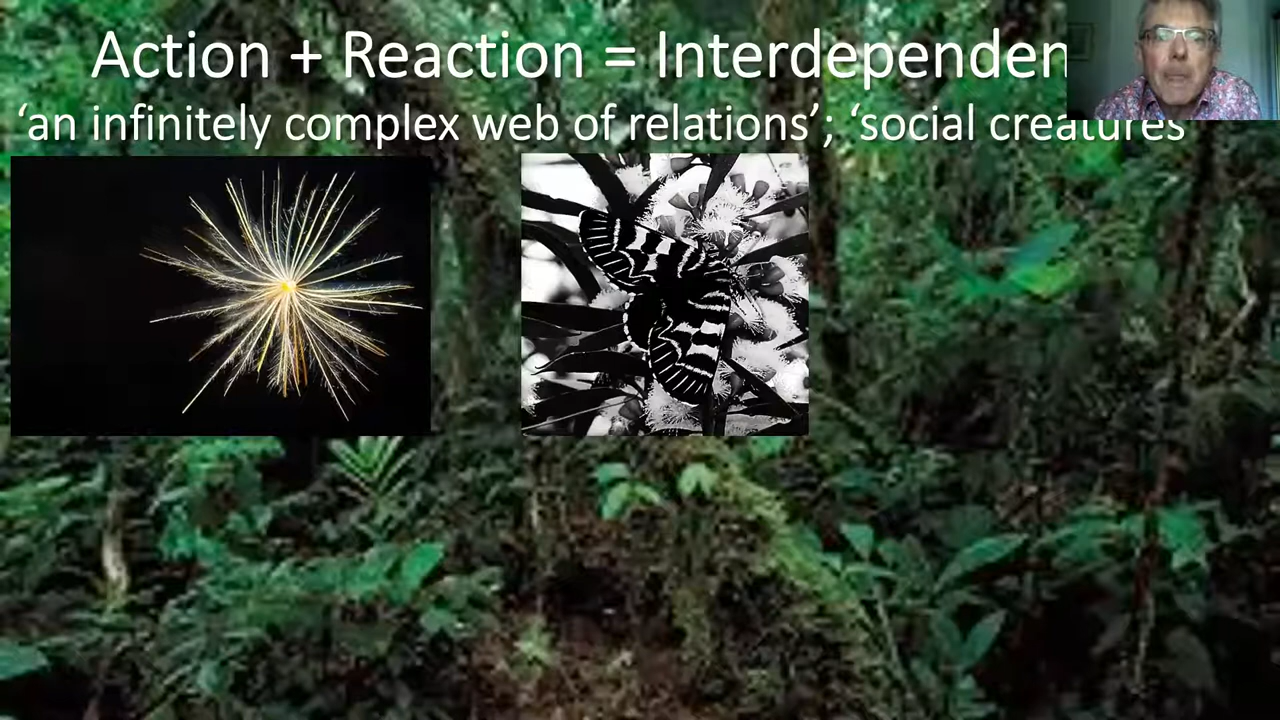 Action + Reaction = Interdependen
‘an infinitely complex web of relations’; ‘social creatures